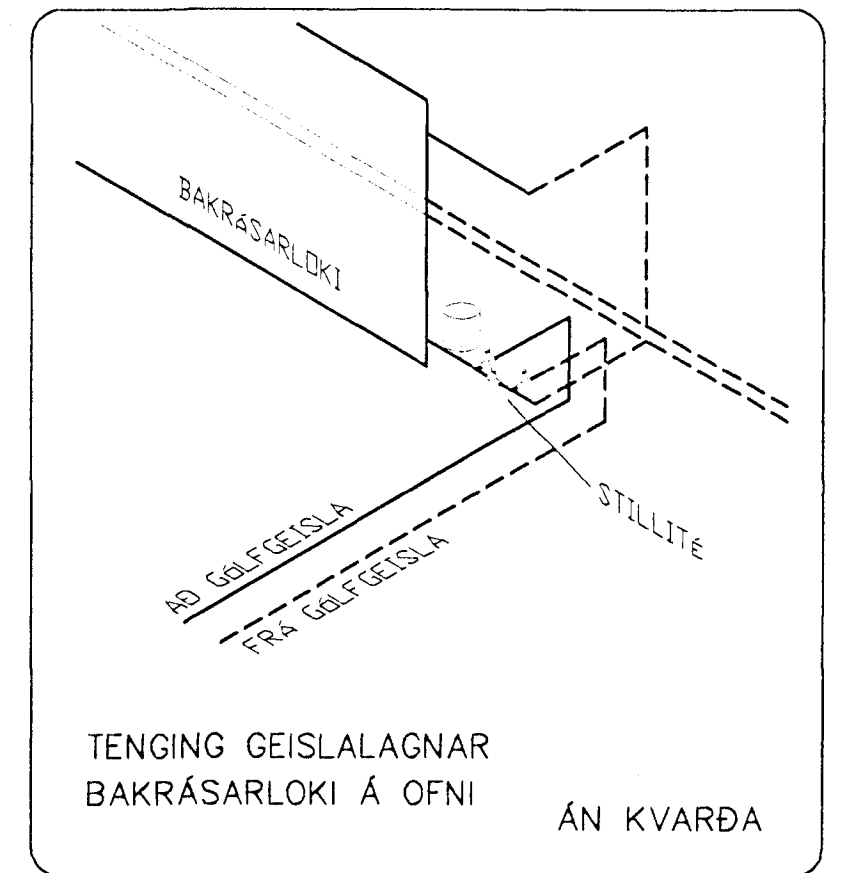 BAKRÁSARLOKI
STILLITÉ
AÐ GÓLFGEISLA
FRÁ GÓLFGEISLA
TENGING GEISLALAGNAR
BAKRÁSARLOKI Á OFNI
ÁN KVARÐA